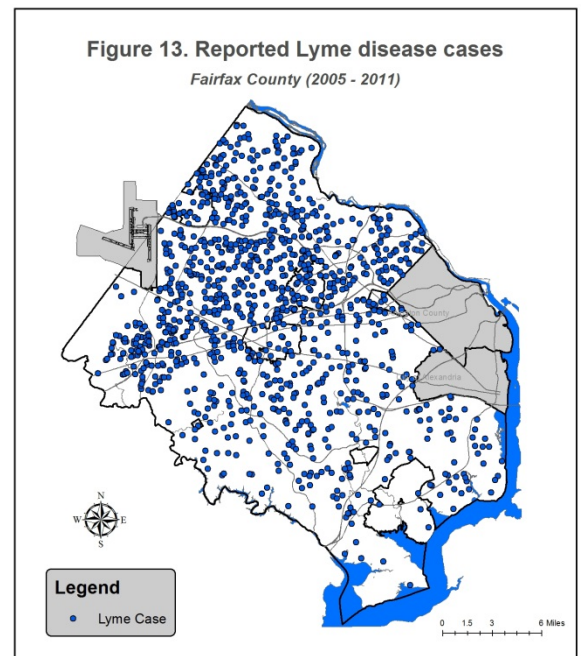 Figure 13. Reported Lyme disease cases
Fairfax County (2005 - 2011)
County
N
W E
S
Legend
Lyme Case
0 1.5 3 6 Miles